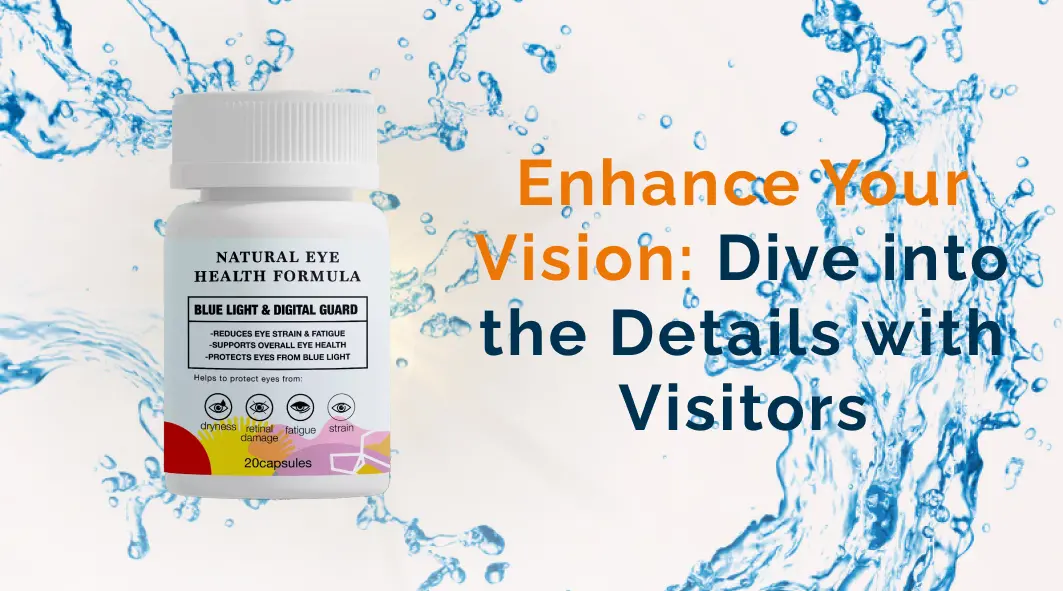 NATURAL EYE
HEALTH FORMULA
BLUE LIGHT & DIGITAL GUARD
-REDUCES EYE STRAIN & FATIGUE
-SUPPORTS OVERALL EYE HEALTH
-PROTECTS EYES FROM BLUE LIGHT
Helps to protect eyes from:
dryness retinal damage fatigue strain
20capsules
Enhance Your
Vision: Dive into
the Details with
Visitors